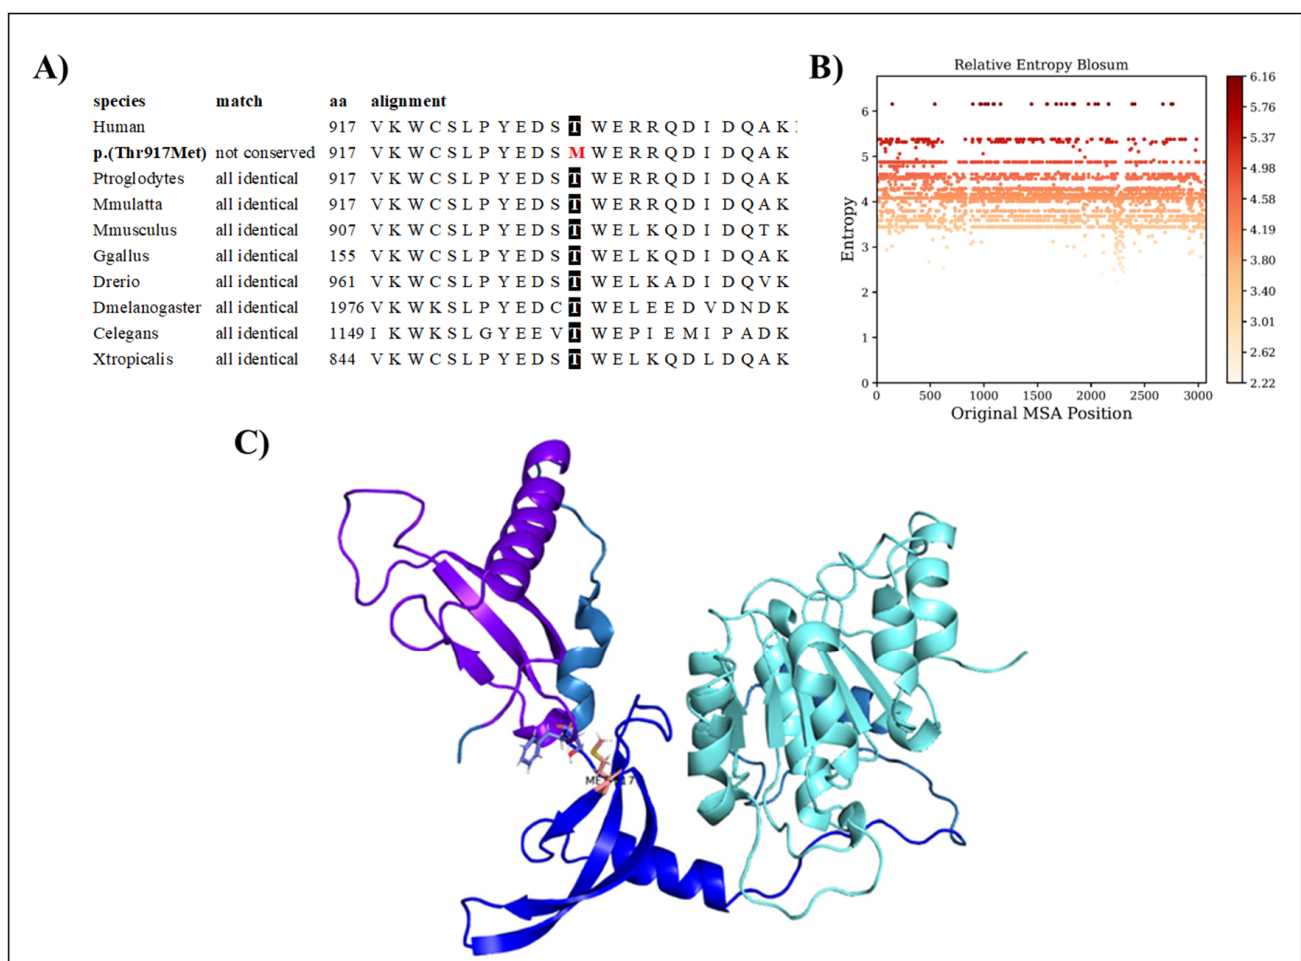 A)
species match aa alignment
Human 917 V K W C S L P Y E D S T W E R R Q D I D Q A K
p.(Thr917Met) not conserved 917 V K W C S L P Y E D S M W E R R Q D I D Q A K
Ptroglodytes all identical 917 V K W C S L P Y E D S T W E R R Q D I D Q A K
Mmulatta all identical 917 V K W C S L P Y E D S T W E R R Q D I D Q A K
Mmusculus all identical 907 V K W C S L P Y E D S T W E L K Q D I D Q T K
Ggallus all identical 155 V K W C S L P Y E D S T W E L K Q D I D Q A K
Drerio all identical 961 V K W C S L P Y E D S T W E L K A D I D Q V K
Dmelanogaster all identical 1976 V K W K S L P Y E D C T W E L E E D V D N D K
Celegans all identical 1149 I K W K S L G Y E E V T W E P I E M I P A D K
Xtropicalis all identical 844 V K W C S L P Y E D S T W E L K Q D L D Q A K
B)
Relative Entropy Blosum
Entropy
6
5
4
3
2
1
0
0 500 1000 1500 2000 2500 3000
Original MSA Position
6.16
5.76
5.37
4.98
4.58
4.19
3.80
3.40
3.01
2.62
2.22
C)